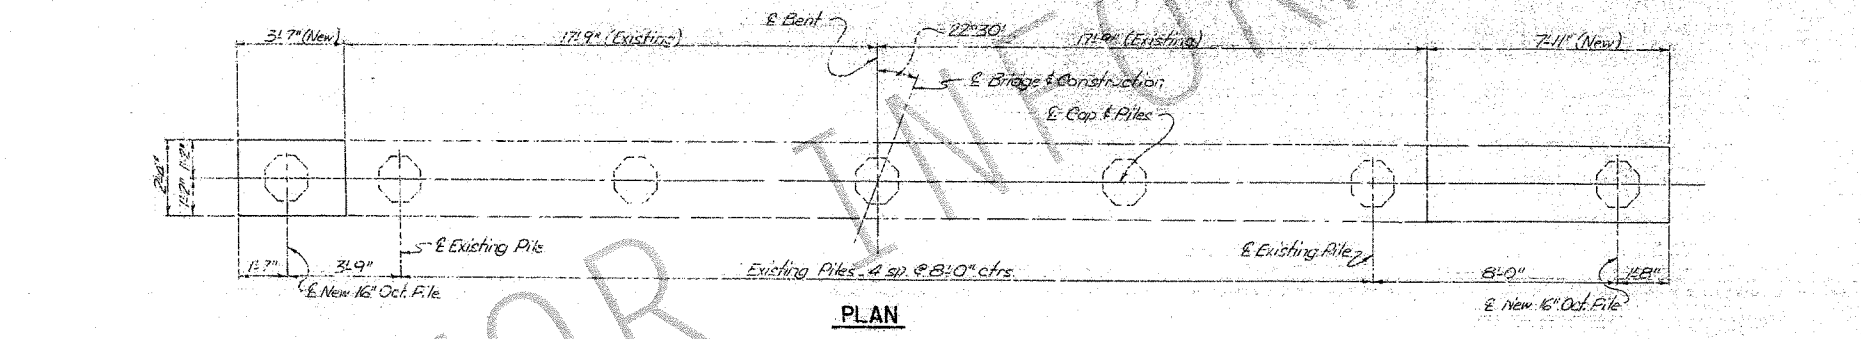 ℄ Bent
3'-7" (New)
17'-9" (Existing)
22°30'
17'-9" (Existing)
7'-11" (New)
℄ Bridge & Construction
℄ Cap & Piles
2'-4"
1'-2" 1'-2"
℄ Existing Pile
℄ Existing Pile
1'-7"
3'-9"
Existing Piles - 4 sp. @ 8'-0" ctrs.
8'-0"
1'-8"
℄ New 16" Oct. Pile
℄ New 16" Oct. Pile
PLAN
FOR INFOR